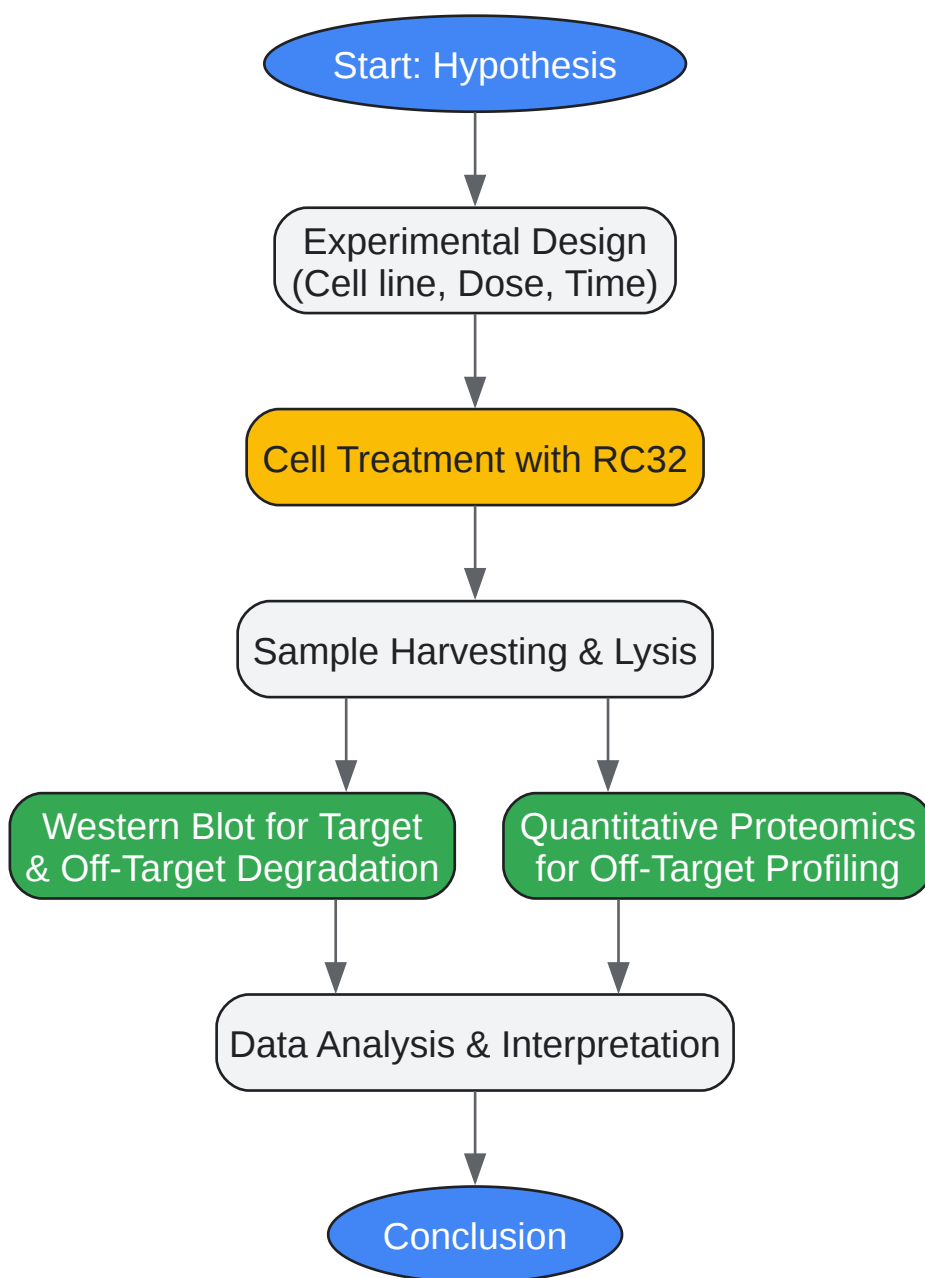 Start: Hypothesis
Experimental Design
(Cell line, Dose, Time)
Cell Treatment with RC32
Sample Harvesting & Lysis
Western Blot for Target
& Off-Target Degradation
Quantitative Proteomics
for Off-Target Profiling
Data Analysis & Interpretation
Conclusion